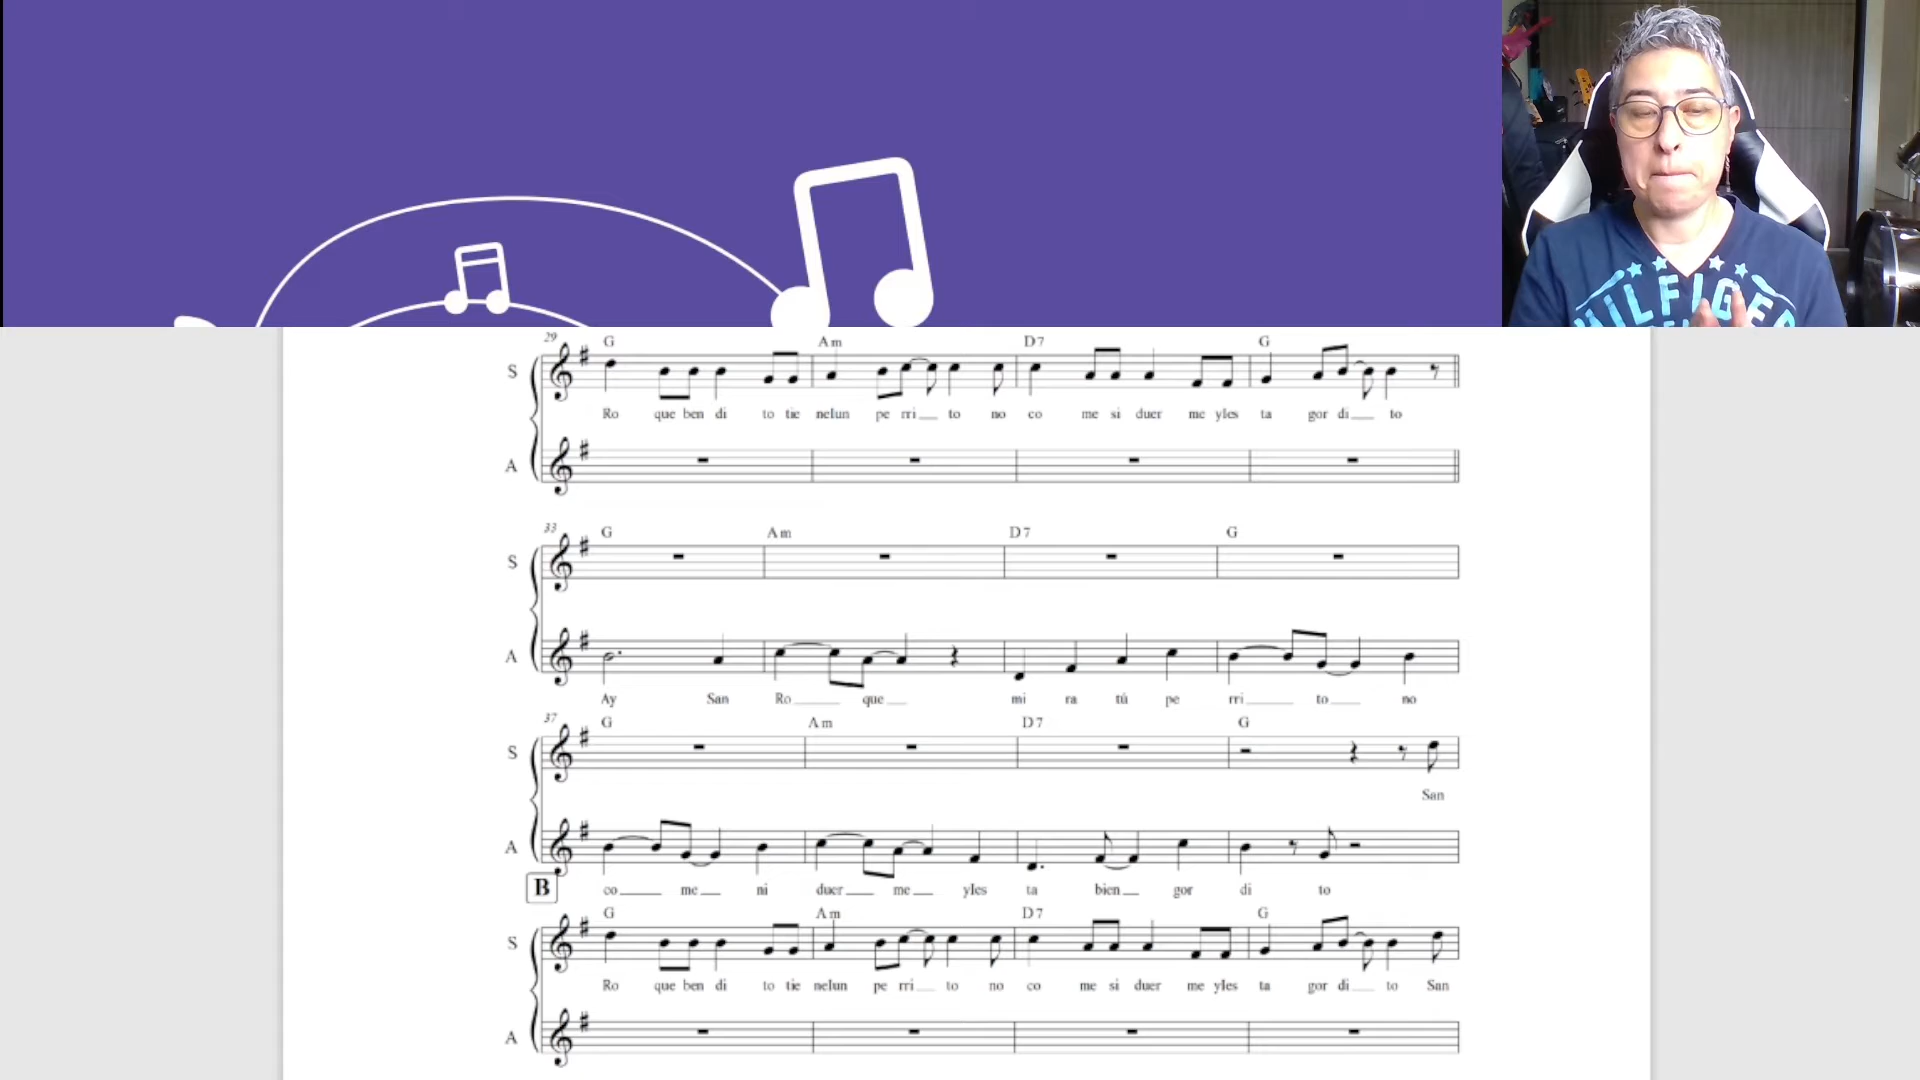 HILFIGER
29 G Am D7 G
S
Ro que ben di to tie nelun pe rri to no co me si duer me yles ta gor di to
A
33 G Am D7 G
S
A
Ay San Ro que mi ra tú pe rri to no
37 G Am D7 G
S
San
A
co me ni duer me yles ta bien gor di to
B
G Am D7 G
S
Ro que ben di to tie nelun pe rri to no co me si duer me yles ta gor di to San
A